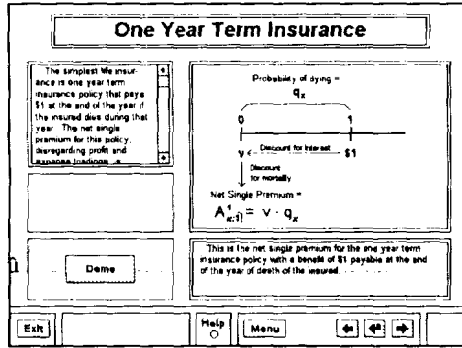 One Year Term Insurance
The simplest life insur-
ance is one year term
insurance policy that pays
$1 at the end of the year if
the insured dies during that
year. The net single
premium for this policy,
disregarding profit and
expense loadings, is
Probability of dying =
qx
0 1
v Discount for interest $1
Discount
for mortality
Net Single Premium =
A¹x:1| = v · qx
This is the net single premium for the one year term
insurance policy with a benefit of $1 payable at the end
of the year of death of the insured.
Demo
Exit Help Menu